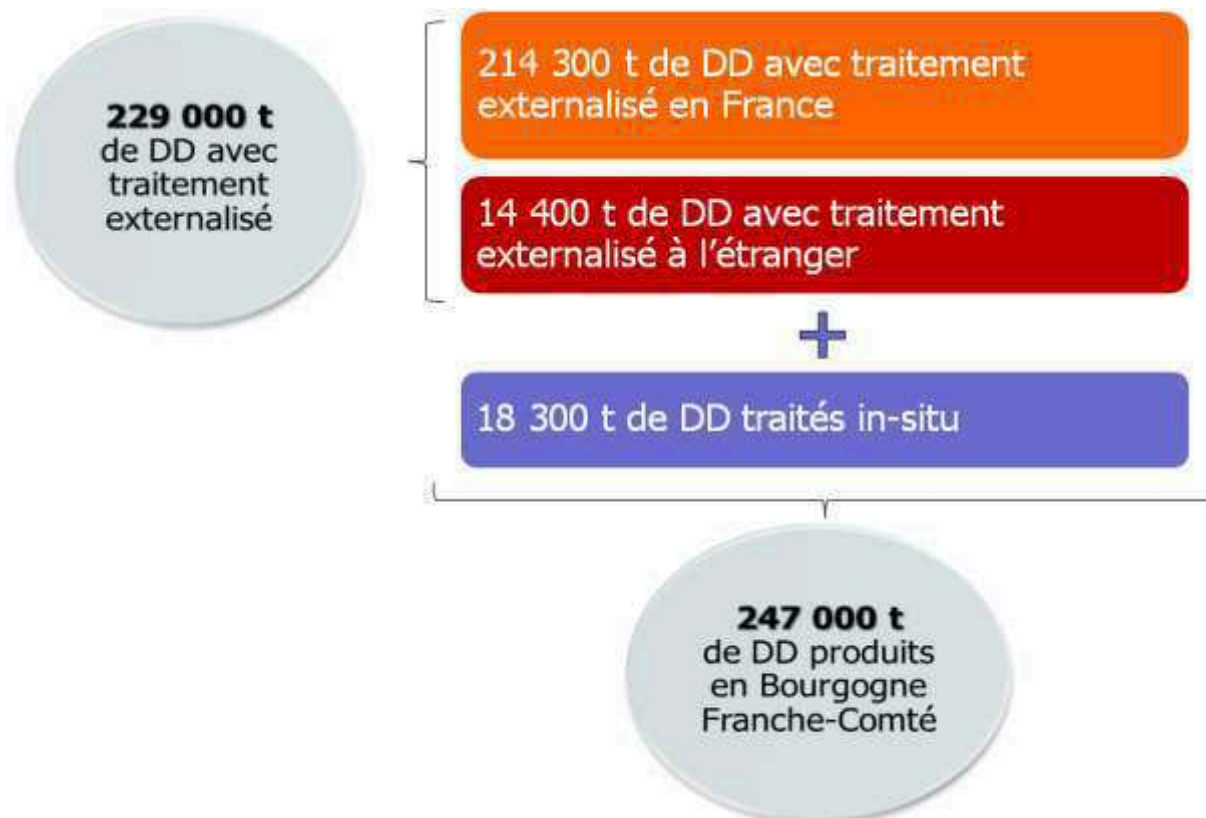 229 000 t
de DD avec
traitement
externalisé
214 300 t de DD avec traitement
externalisé en France
14 400 t de DD avec traitement
externalisé à l'étranger
+
18 300 t de DD traités in-situ
247 000 t
de DD produits
en Bourgogne
Franche-Comté